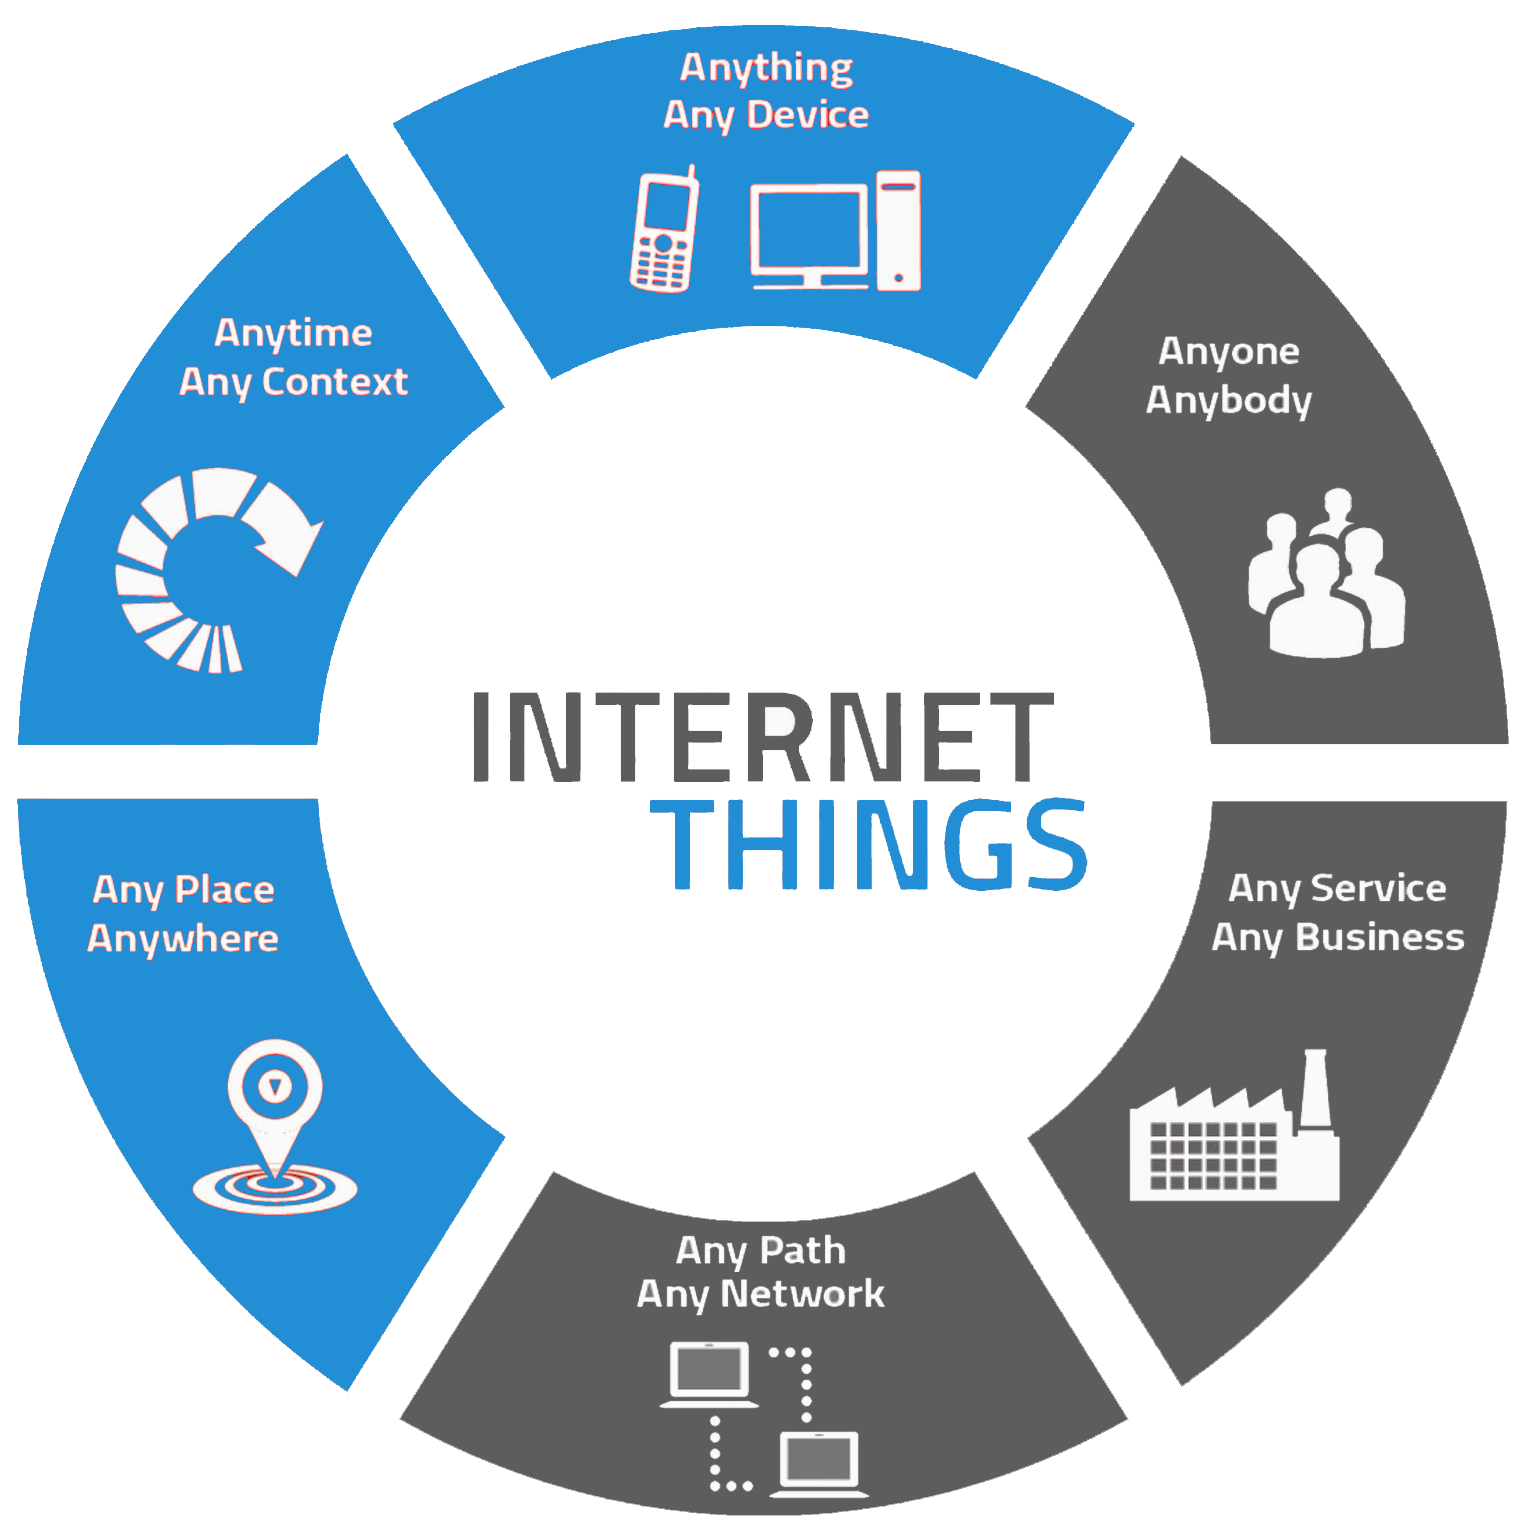 Anything
Any Device
Anyone
Anybody
Any Service
Any Business
Any Path
Any Network
Any Place
Anywhere
Anytime
Any Context
INTERNET
THINGS